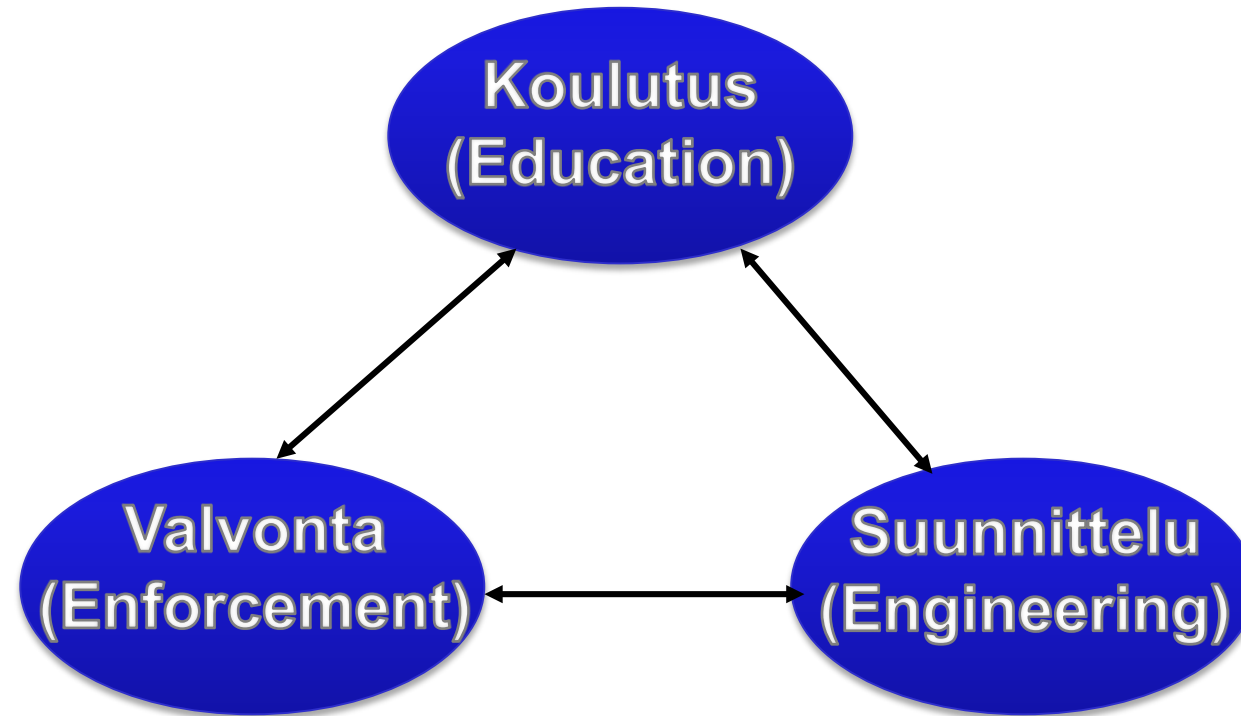 Koulutus
(Education)
Valvonta
(Enforcement)
Suunnittelu
(Engineering)